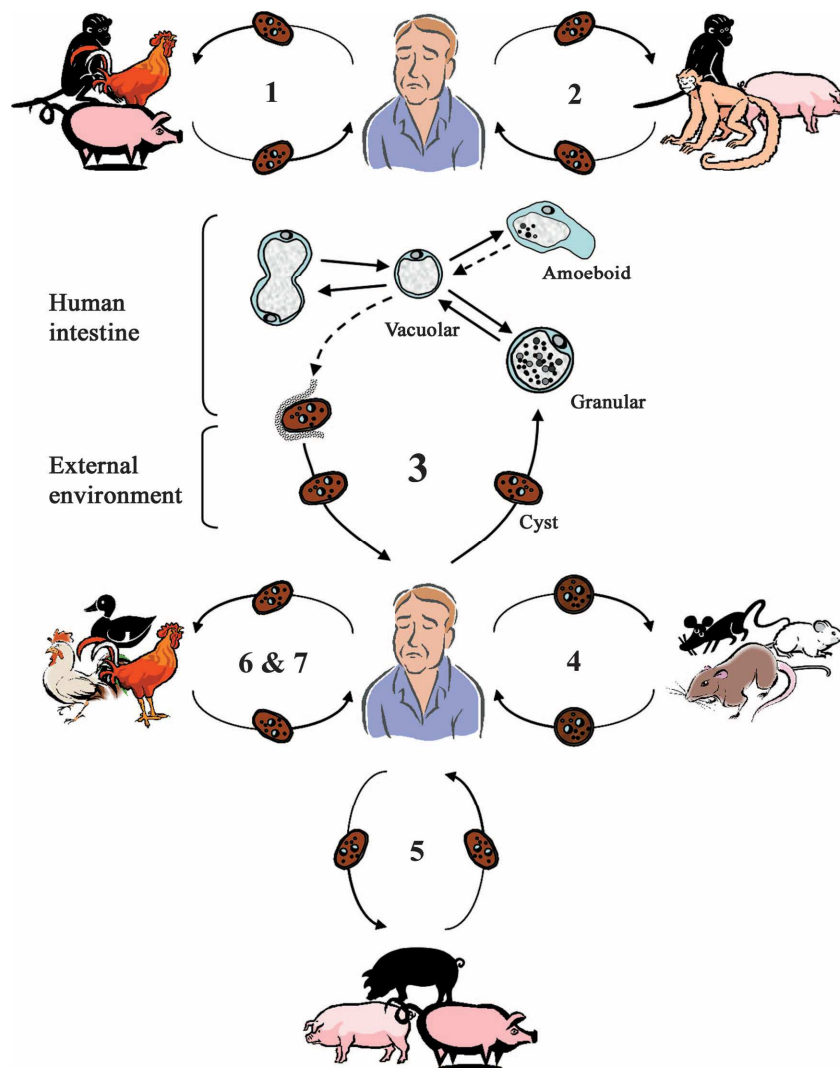 1
2
Amoeboid
Human
intestine
Vacuolar
Granular
External
environment
3
Cyst
6 & 7
4
5